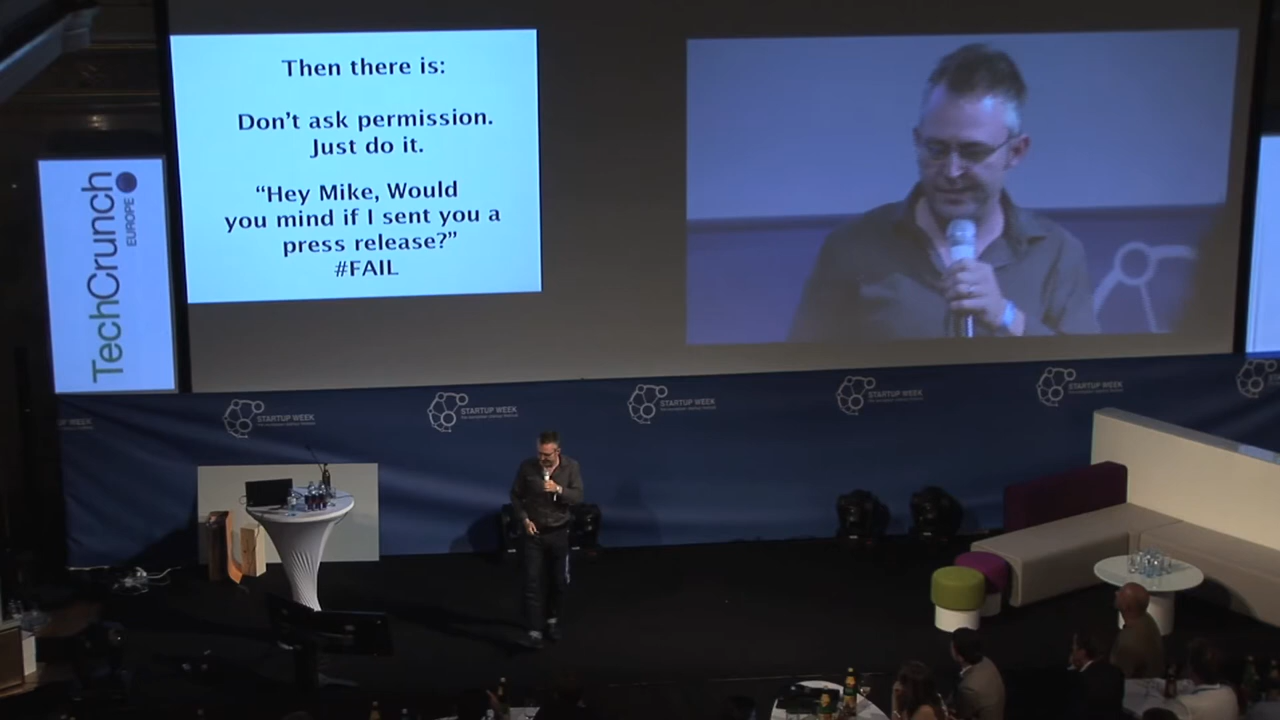 Then there is:
Don't ask permission.
Just do it.
“Hey Mike, Would
you mind if I sent you a
press release?”
#FAIL
TechCrunch
EUROPE
STARTUP WEEK
STARTUP WEEK
STARTUP WEEK
STARTUP WEEK
STARTUP WEEK